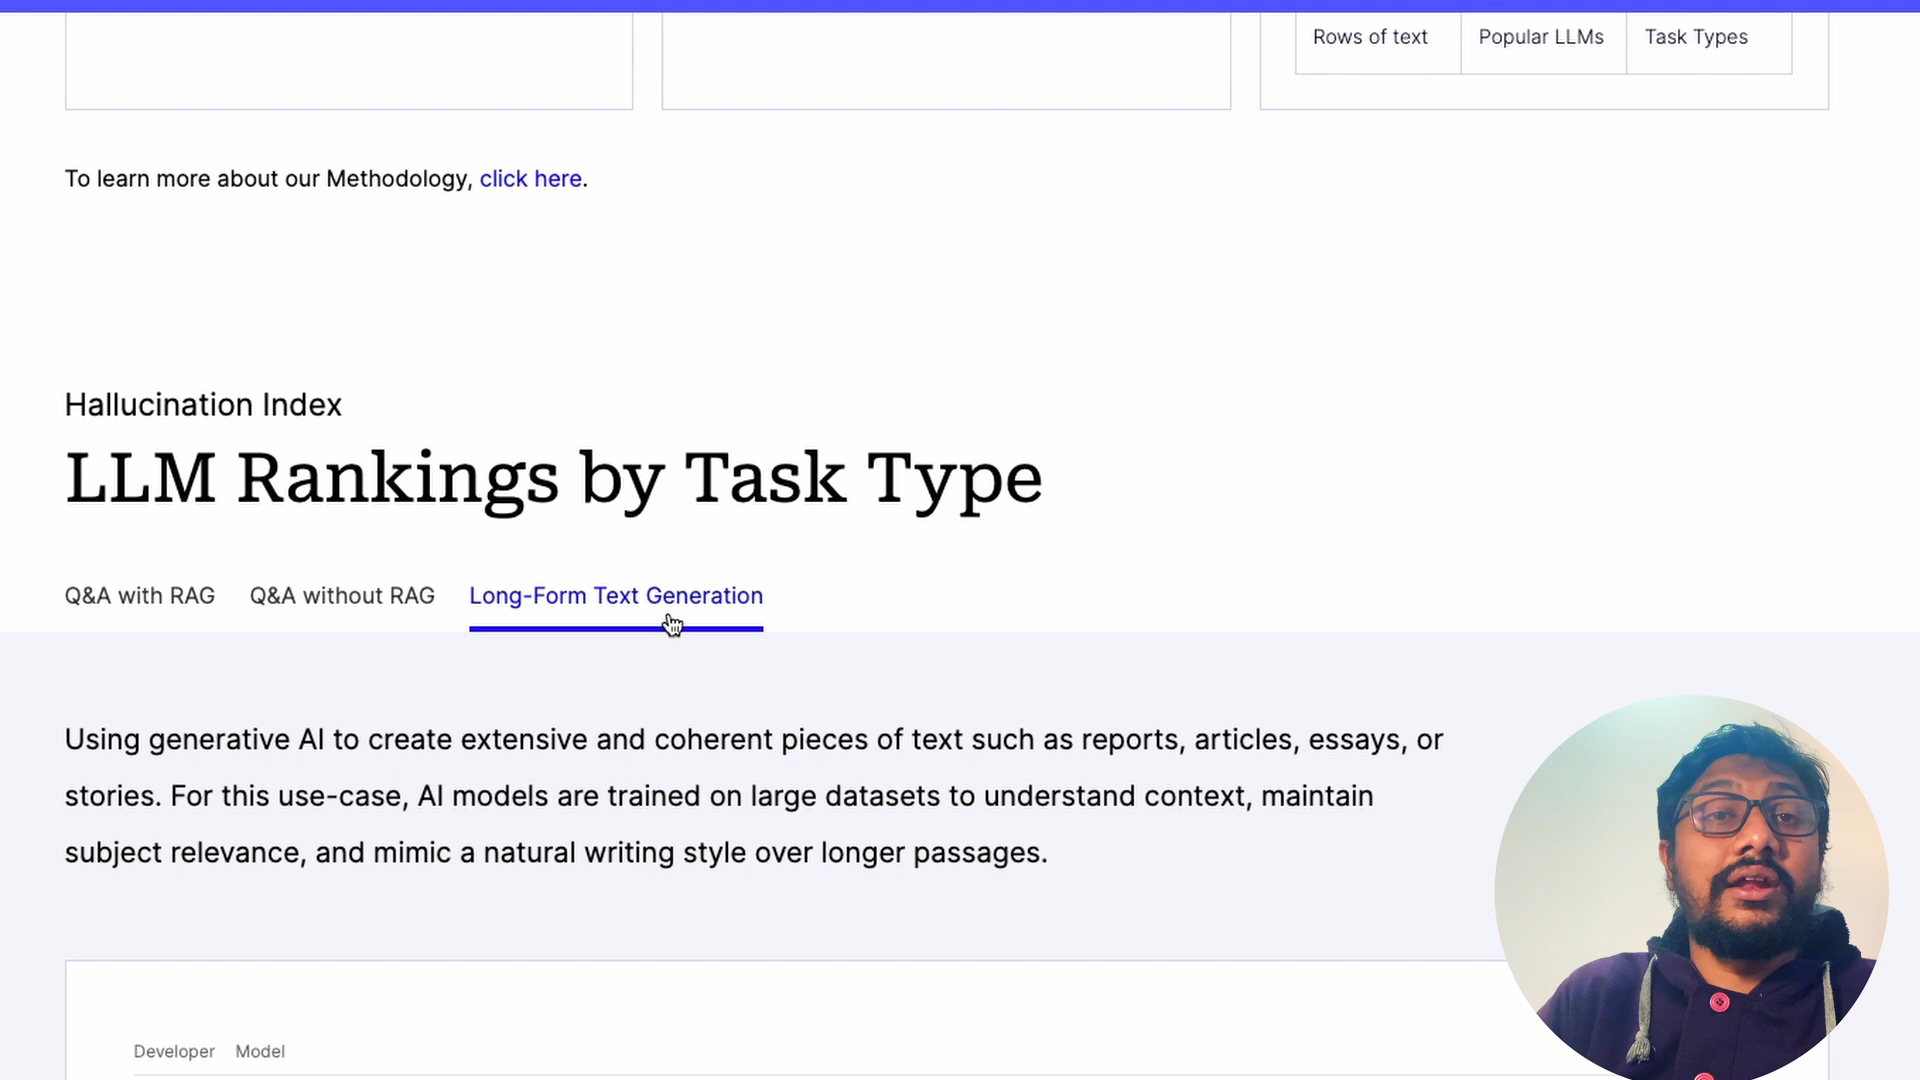 Rows of text Popular LLMs Task Types
To learn more about our Methodology, click here.
Hallucination Index
LLM Rankings by Task Type
Q&A with RAG Q&A without RAG Long-Form Text Generation
Using generative AI to create extensive and coherent pieces of text such as reports, articles, essays, or
stories. For this use-case, AI models are trained on large datasets to understand context, maintain
subject relevance, and mimic a natural writing style over longer passages.
Developer Model